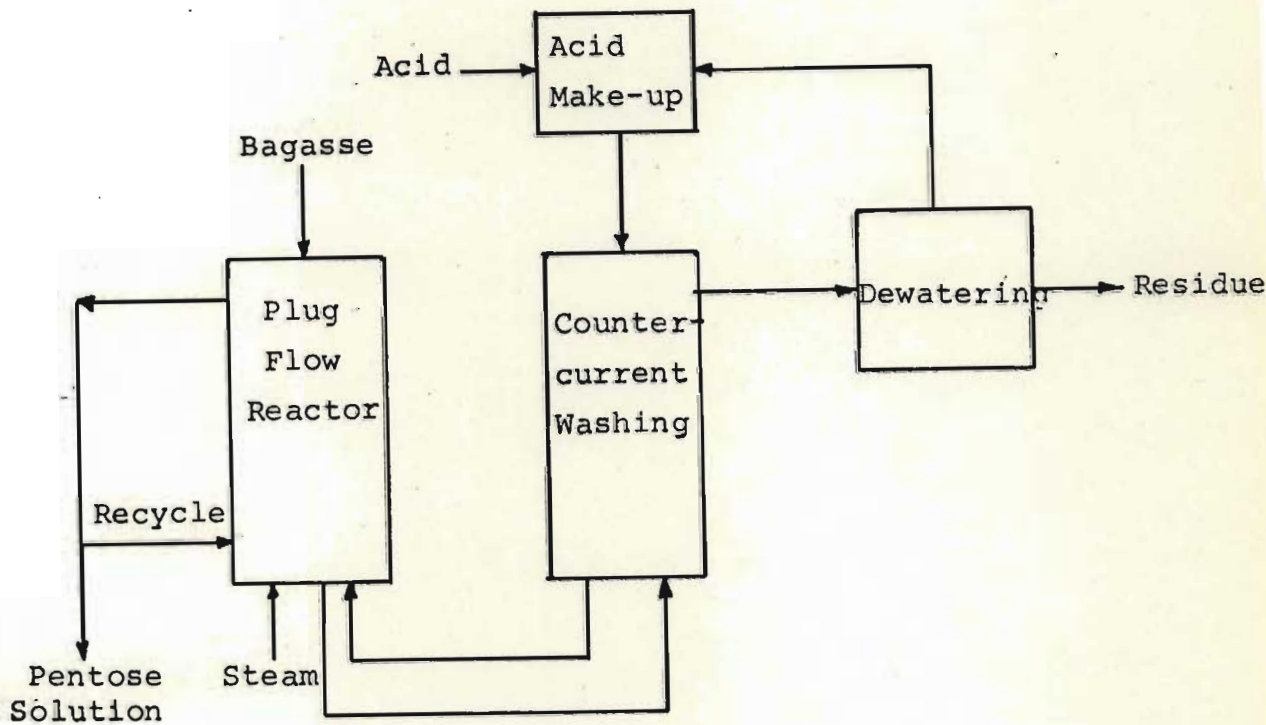 Acid
Make-up
Acid
Bagasse
Plug
Flow
Reactor
Counter-
current
Washing
Dewatering
Residue
Recycle
Pentose
Solution
Steam